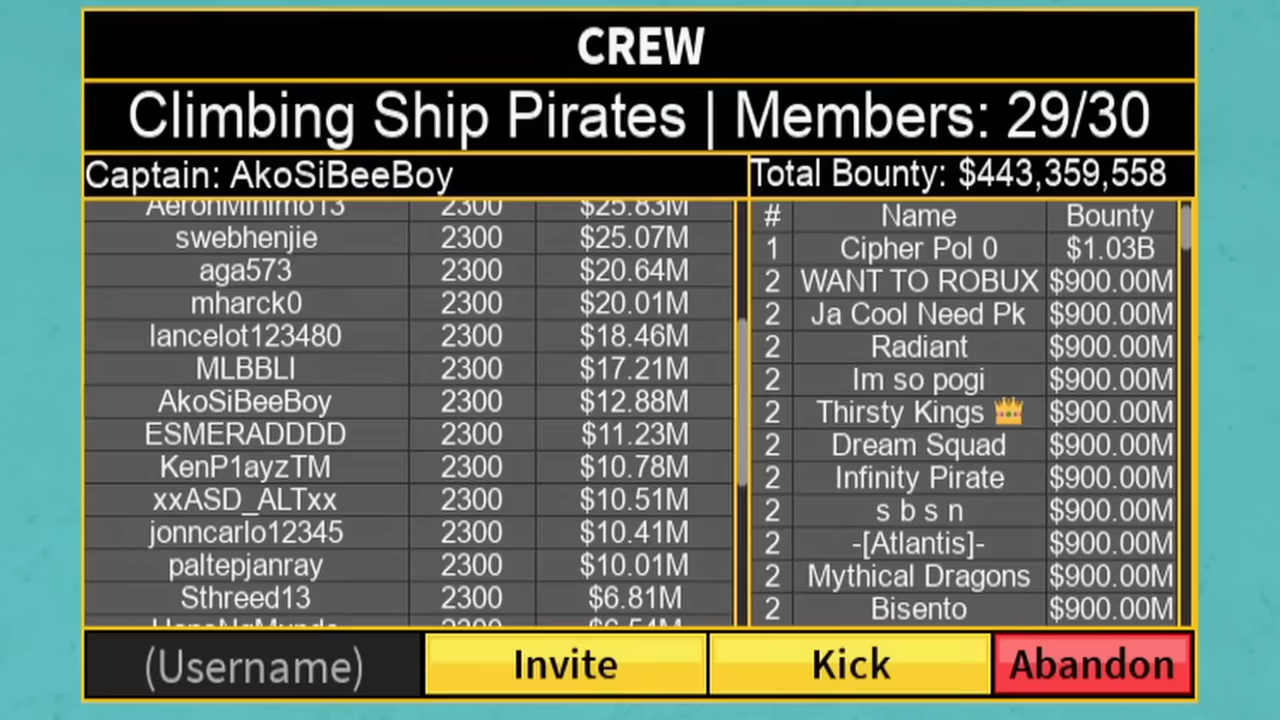 CREW
Climbing Ship Pirates | Members: 29/30
Captain: AkoSiBeeBoy
Total Bounty: $443,359,558
AeronMinimo13 2300 $25.83M
swebhenjie 2300 $25.07M
aga573 2300 $20.64M
mharck0 2300 $20.01M
lancelot123480 2300 $18.46M
MLBBLI 2300 $17.21M
AkoSiBeeBoy 2300 $12.88M
ESMERADDDD 2300 $11.23M
KenP1ayzTM 2300 $10.78M
xxASD_ALTxx 2300 $10.51M
jonncarlo12345 2300 $10.41M
paltepjanray 2300 $10.01M
Sthreed13 2300 $6.81M
# Name Bounty
1 Cipher Pol 0 $1.03B
2 WANT TO ROBUX $900.00M
2 Ja Cool Need Pk $900.00M
2 Radiant $900.00M
2 Im so pogi $900.00M
2 Thirsty Kings 👑 $900.00M
2 Dream Squad $900.00M
2 Infinity Pirate $900.00M
2 s b s n $900.00M
2 -[Atlantis]- $900.00M
2 Mythical Dragons $900.00M
2 Bisento $900.00M
(Username) Invite Kick Abandon